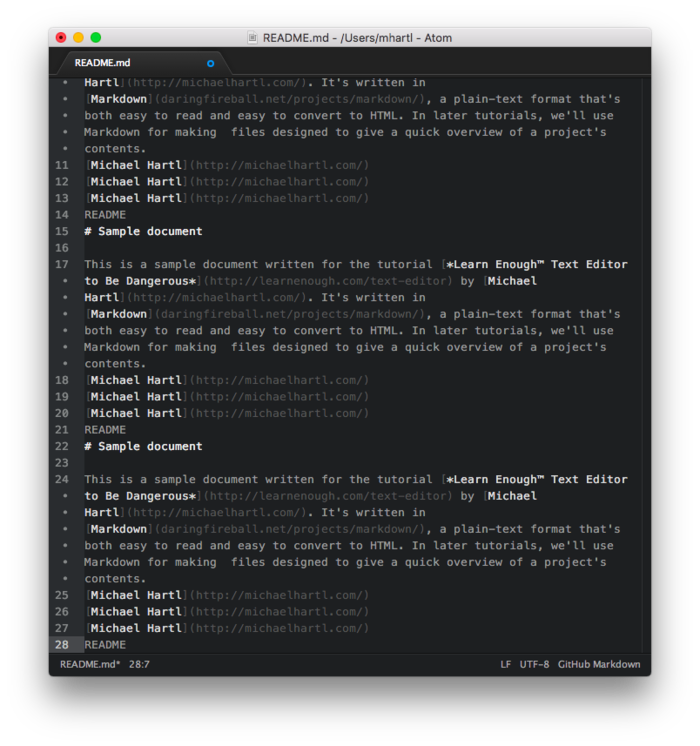 README.md - /Users/mhartl - Atom
README.md
• Hartl](http://michaelhartl.com/). It's written in
• [Markdown](daringfireball.net/projects/markdown/), a plain-text format that's
• both easy to read and easy to convert to HTML. In later tutorials, we'll use
• Markdown for making  files designed to give a quick overview of a project's
• contents.
11 [Michael Hartl](http://michaelhartl.com/)
12 [Michael Hartl](http://michaelhartl.com/)
13 [Michael Hartl](http://michaelhartl.com/)
14 README
15 # Sample document
16
17 This is a sample document written for the tutorial [*Learn Enough™ Text Editor
• to Be Dangerous*](http://learnenough.com/text-editor) by [Michael
• Hartl](http://michaelhartl.com/). It's written in
• [Markdown](daringfireball.net/projects/markdown/), a plain-text format that's
• both easy to read and easy to convert to HTML. In later tutorials, we'll use
• Markdown for making  files designed to give a quick overview of a project's
• contents.
18 [Michael Hartl](http://michaelhartl.com/)
19 [Michael Hartl](http://michaelhartl.com/)
20 [Michael Hartl](http://michaelhartl.com/)
21 README
22 # Sample document
23
24 This is a sample document written for the tutorial [*Learn Enough™ Text Editor
• to Be Dangerous*](http://learnenough.com/text-editor) by [Michael
• Hartl](http://michaelhartl.com/). It's written in
• [Markdown](daringfireball.net/projects/markdown/), a plain-text format that's
• both easy to read and easy to convert to HTML. In later tutorials, we'll use
• Markdown for making  files designed to give a quick overview of a project's
• contents.
25 [Michael Hartl](http://michaelhartl.com/)
26 [Michael Hartl](http://michaelhartl.com/)
27 [Michael Hartl](http://michaelhartl.com/)
28 README
README.md* 28:7 LF UTF-8 GitHub Markdown